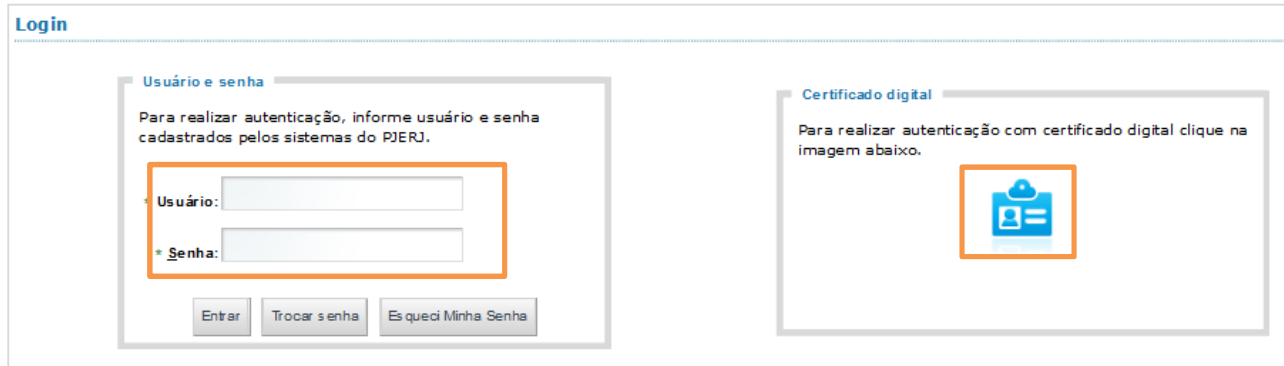 Login
Usuário e senha
Para realizar autenticação, informe usuário e senha
cadastrados pelos sistemas do PJERJ.
* Usuário:
* Senha:
Entrar Trocar senha Esqueci Minha Senha
Certificado digital
Para realizar autenticação com certificado digital clique na
imagem abaixo.